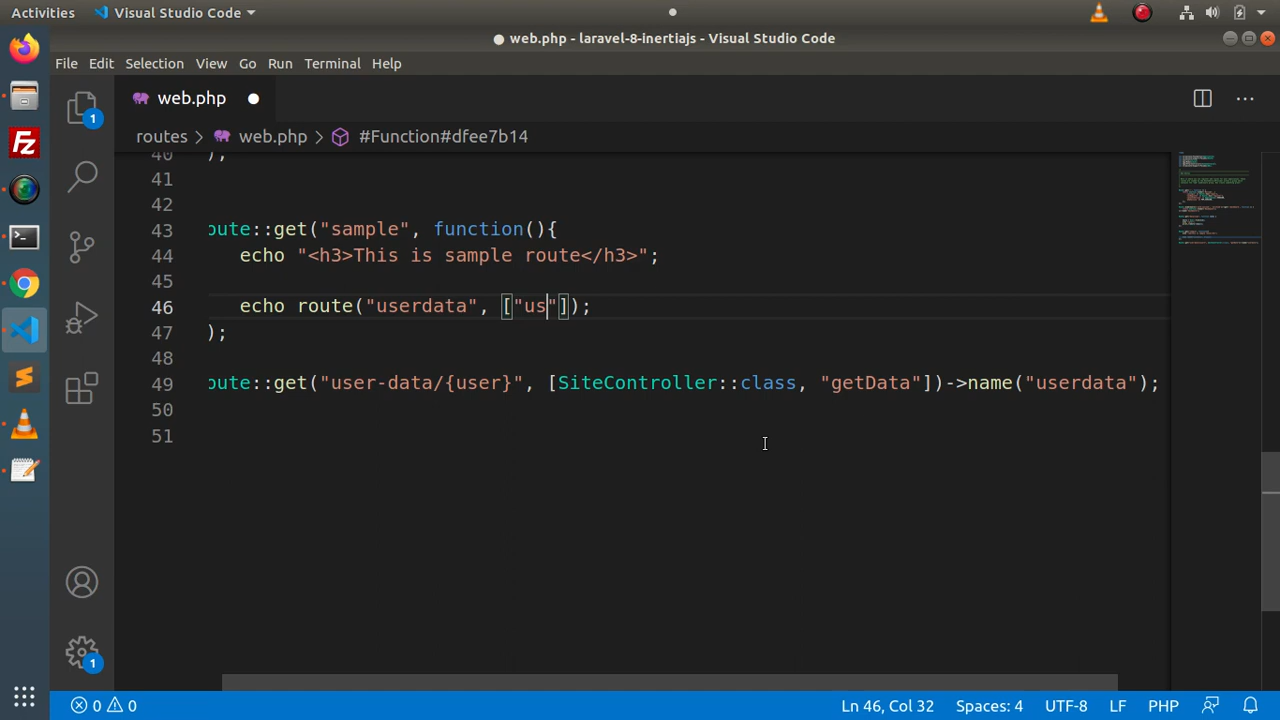 Activities Visual Studio Code
web.php - laravel-8-inertiajs - Visual Studio Code
File Edit Selection View Go Run Terminal Help
1 web.php
routes > web.php > #Function#dfee7b14
40 );
41
42
43 oute::get("sample", function(){
44 echo "<h3>This is sample route</h3>";
45
46 echo route("userdata", ["us"]);
47 );
48
49 oute::get("user-data/{user}", [SiteController::class, "getData"])->name("userdata");
50
51
1
0 0 Ln 46, Col 32 Spaces: 4 UTF-8 LF PHP